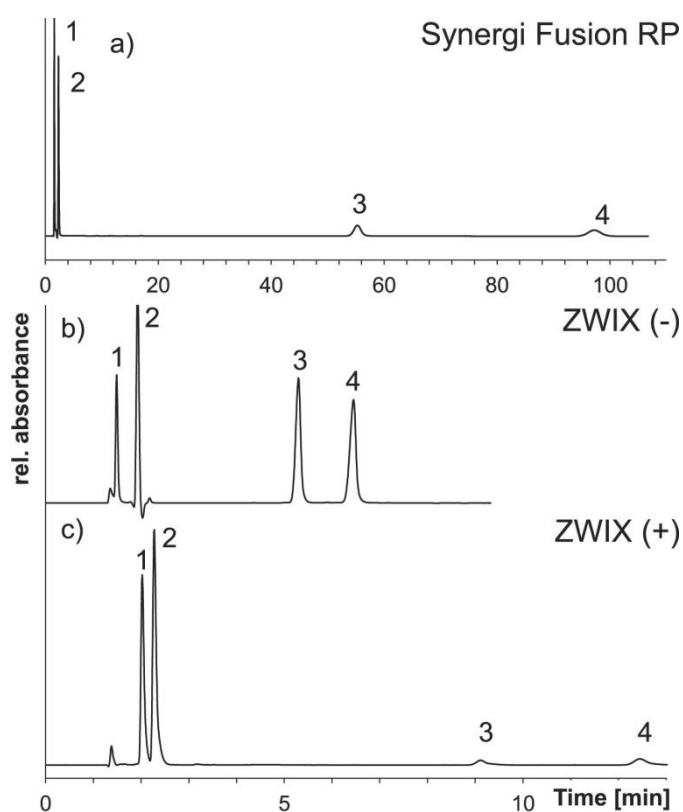 1
a)
Synergi Fusion RP
2
3
4
0
20
40
60
80
100
b)
2
ZWIX (-)
1
3
4
rel. absorbance
c)
2
ZWIX (+)
1
3
4
0
5
10
Time [min]